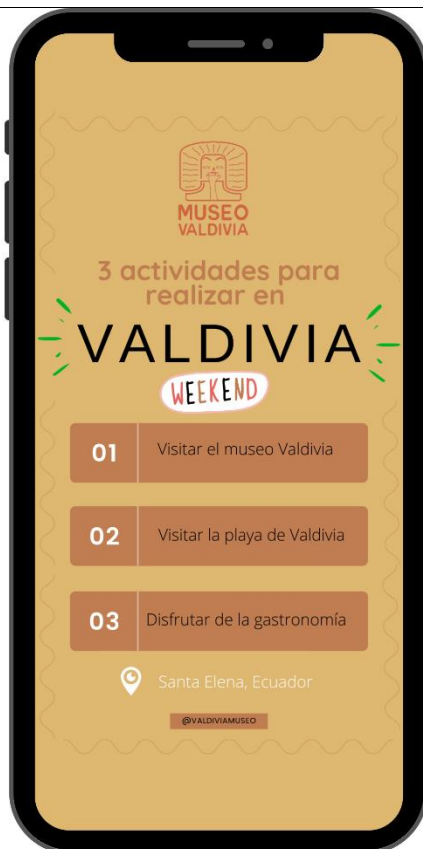 MUSEO
VALDIVIA
3 actividades para
realizar en
VALDIVIA
WEEKEND
01 Visitar el museo Valdivia
02 Visitar la playa de Valdivia
03 Disfrutar de la gastronomía
Santa Elena, Ecuador
@VALDIVIAMUSEO